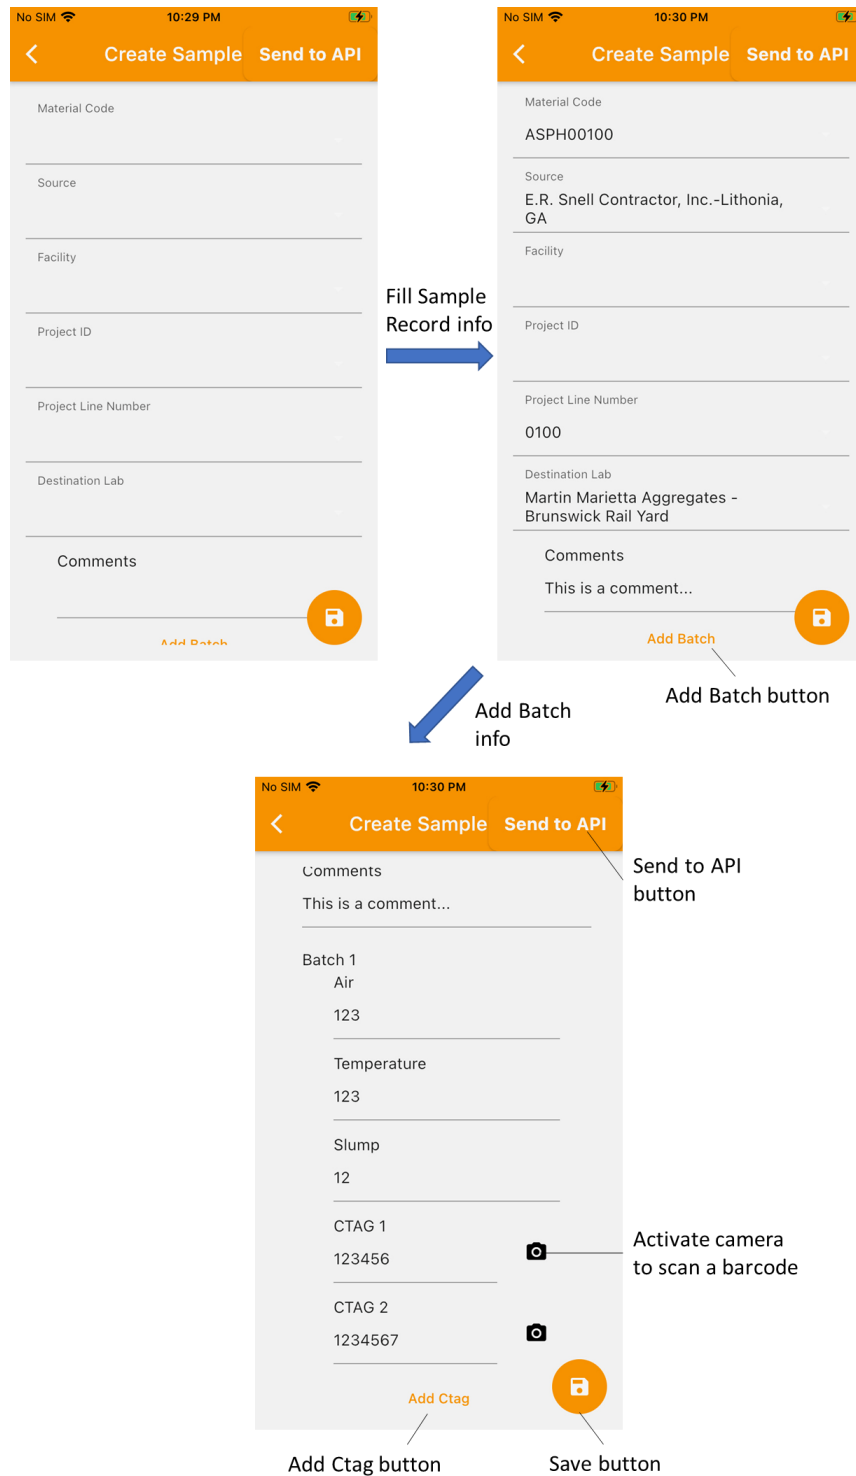 No SIM 10:29 PM
Create Sample Send to API
Material Code
Source
Facility
Project ID
Project Line Number
Destination Lab
Comments
Add Batch
Fill Sample
Record info
No SIM 10:30 PM
Create Sample Send to API
Material Code
ASPH00100
Source
E.R. Snell Contractor, Inc.-Lithonia,
GA
Facility
Project ID
Project Line Number
0100
Destination Lab
Martin Marietta Aggregates -
Brunswick Rail Yard
Comments
This is a comment...
Add Batch
Add Batch button
Add Batch
info
No SIM 10:30 PM
Create Sample Send to API
Send to API
button
Comments
This is a comment...
Batch 1
Air
123
Temperature
123
Slump
12
CTAG 1
123456
Activate camera
to scan a barcode
CTAG 2
1234567
Add Ctag
Add Ctag button
Save button